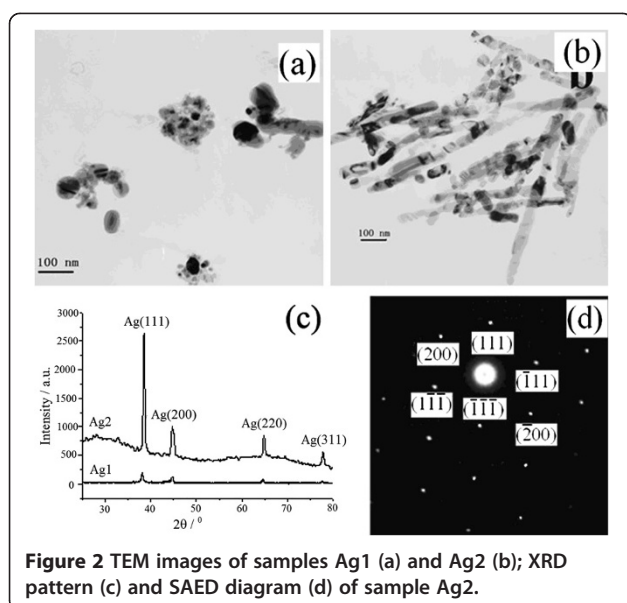 (a)
100 nm
(b)
b
100 nm
(c)
3000
2500
2000
1500
1000
500
0
Intensity / a.u.
Ag(111)
Ag(200)
Ag(220)
Ag(311)
Ag2
Ag1
30 40 50 60 70 80
2θ / ⁰
(d)
(200)
(111)
(1̅11)
(11̅1̅)
(1̅1̅1̅)
(2̅00)
Figure 2 TEM images of samples Ag1 (a) and Ag2 (b); XRD
pattern (c) and SAED diagram (d) of sample Ag2.